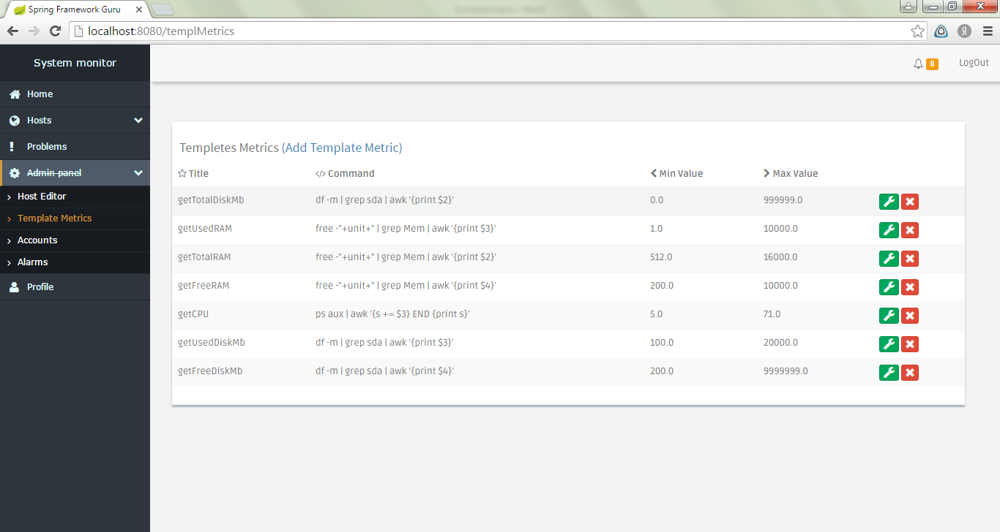 Spring Framework Guru
localhost:8080/templMetrics
Я
System monitor
0
LogOut
Home
Hosts
Problems
Admin panel
Host Editor
Template Metrics
Accounts
Alarms
Profile
Templetes Metrics (Add Template Metric)
Title Command Min Value Max Value
getTotalDiskMb df -m | grep sda | awk '{print $2}' 0.0 999999.0
getUsedRAM free -"+unit+" | grep Mem | awk '{print $3}' 1.0 10000.0
getTotalRAM free -"+unit+" | grep Mem | awk '{print $2}' 512.0 16000.0
getFreeRAM free -"+unit+" | grep Mem | awk '{print $4}' 200.0 10000.0
getCPU ps aux | awk '{s += $3} END {print s}' 5.0 71.0
getUsedDiskMb df -m | grep sda | awk '{print $3}' 100.0 20000.0
getFreeDiskMb df -m | grep sda | awk '{print $4}' 200.0 9999999.0